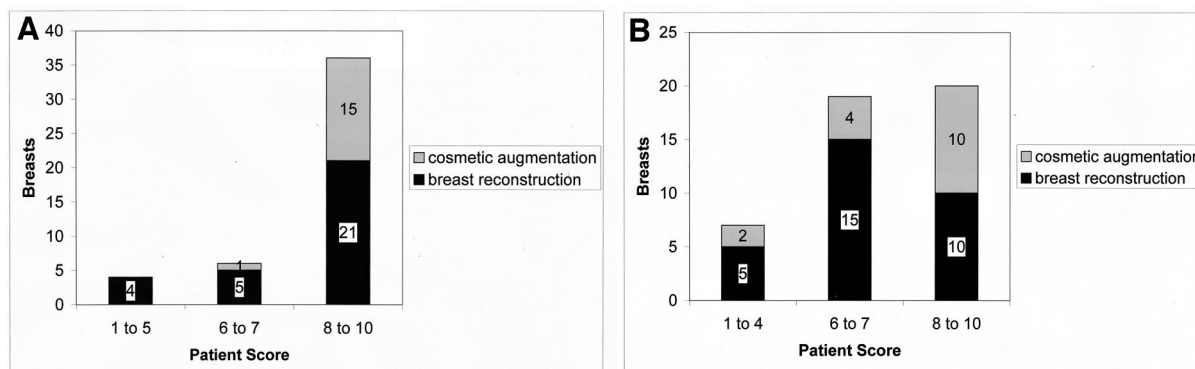 A
40
35
30
25
20
15
10
5
0
Breasts
15
21
1
5
4
1 to 5
6 to 7
8 to 10
Patient Score
cosmetic augmentation
breast reconstruction
B
25
20
15
10
5
0
Breasts
2
5
4
15
10
10
1 to 4
6 to 7
8 to 10
Patient Score
cosmetic augmentation
breast reconstruction